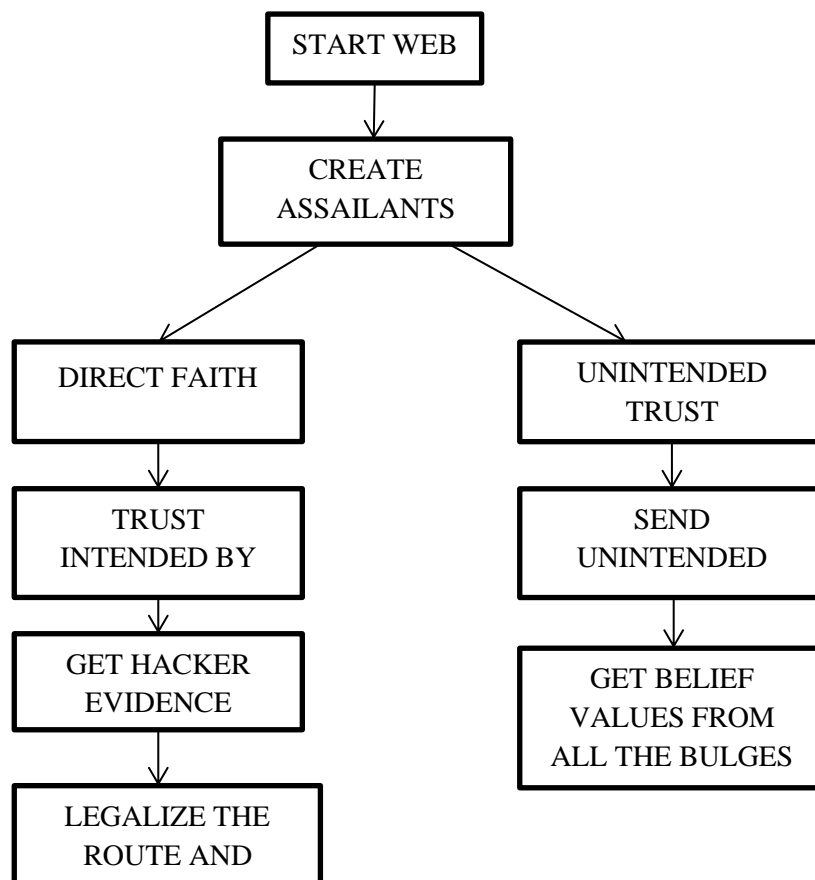 START WEB
CREATE
ASSAILANTS
DIRECT FAITH
TRUST
INTENDED BY
GET HACKER
EVIDENCE
LEGALIZE THE
ROUTE AND
UNINTENDED
TRUST
SEND
UNINTENDED
GET BELIEF
VALUES FROM
ALL THE BULGES